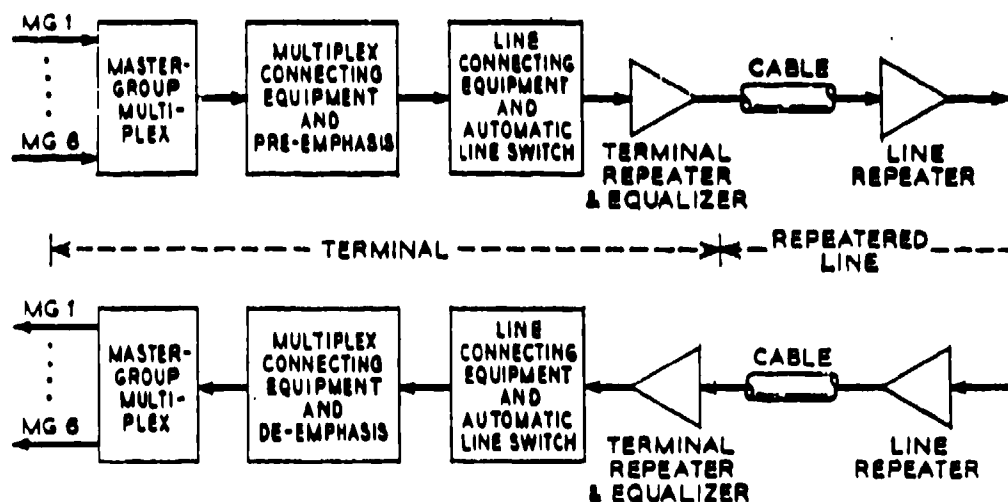 MG 1
MG 6
MASTER-
GROUP
MULTI-
PLEX
MULTIPLEX
CONNECTING
EQUIPMENT
AND
PRE-EMPHASIS
LINE
CONNECTING
EQUIPMENT
AND
AUTOMATIC
LINE SWITCH
TERMINAL
REPEATER
& EQUALIZER
CABLE
LINE
REPEATER
TERMINAL
REPEATERED
LINE
MG 1
MG 6
MASTER-
GROUP
MULTI-
PLEX
MULTIPLEX
CONNECTING
EQUIPMENT
AND
DE-EMPHASIS
LINE
CONNECTING
EQUIPMENT
AND
AUTOMATIC
LINE SWITCH
TERMINAL
REPEATER
& EQUALIZER
CABLE
LINE
REPEATER